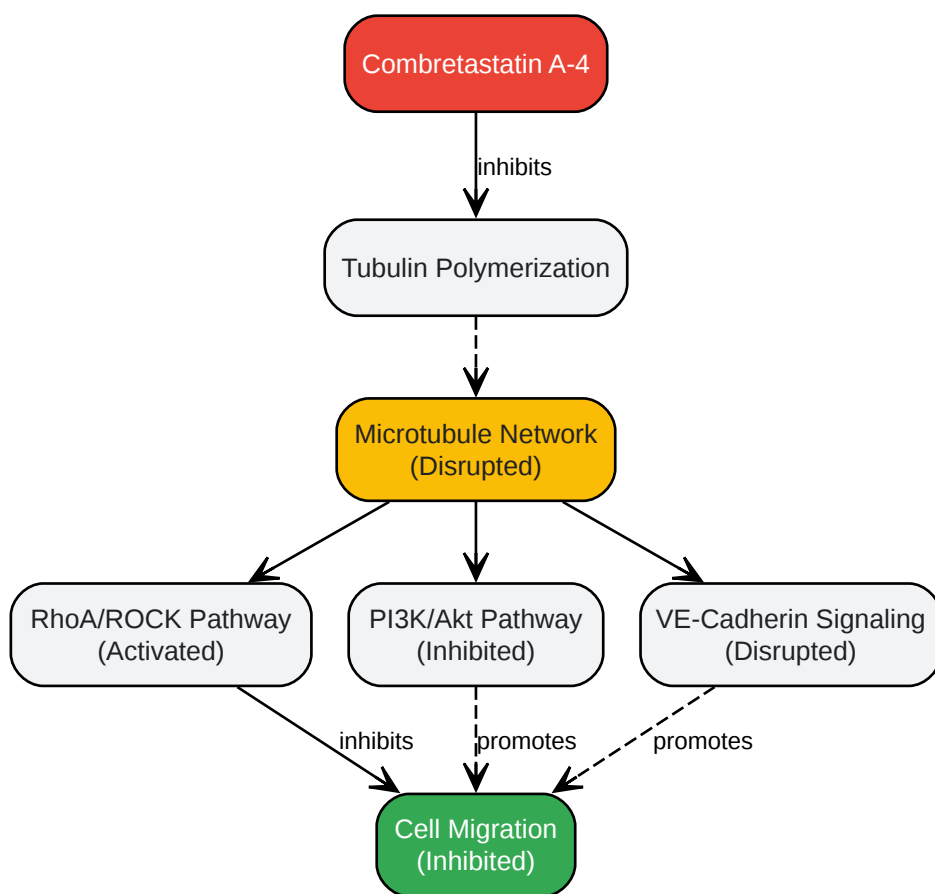 Combretastatin A-4
inhibits
Tubulin Polymerization
Microtubule Network
(Disrupted)
RhoA/ROCK Pathway
(Activated)
PI3K/Akt Pathway
(Inhibited)
VE-Cadherin Signaling
(Disrupted)
inhibits
promotes
promotes
Cell Migration
(Inhibited)